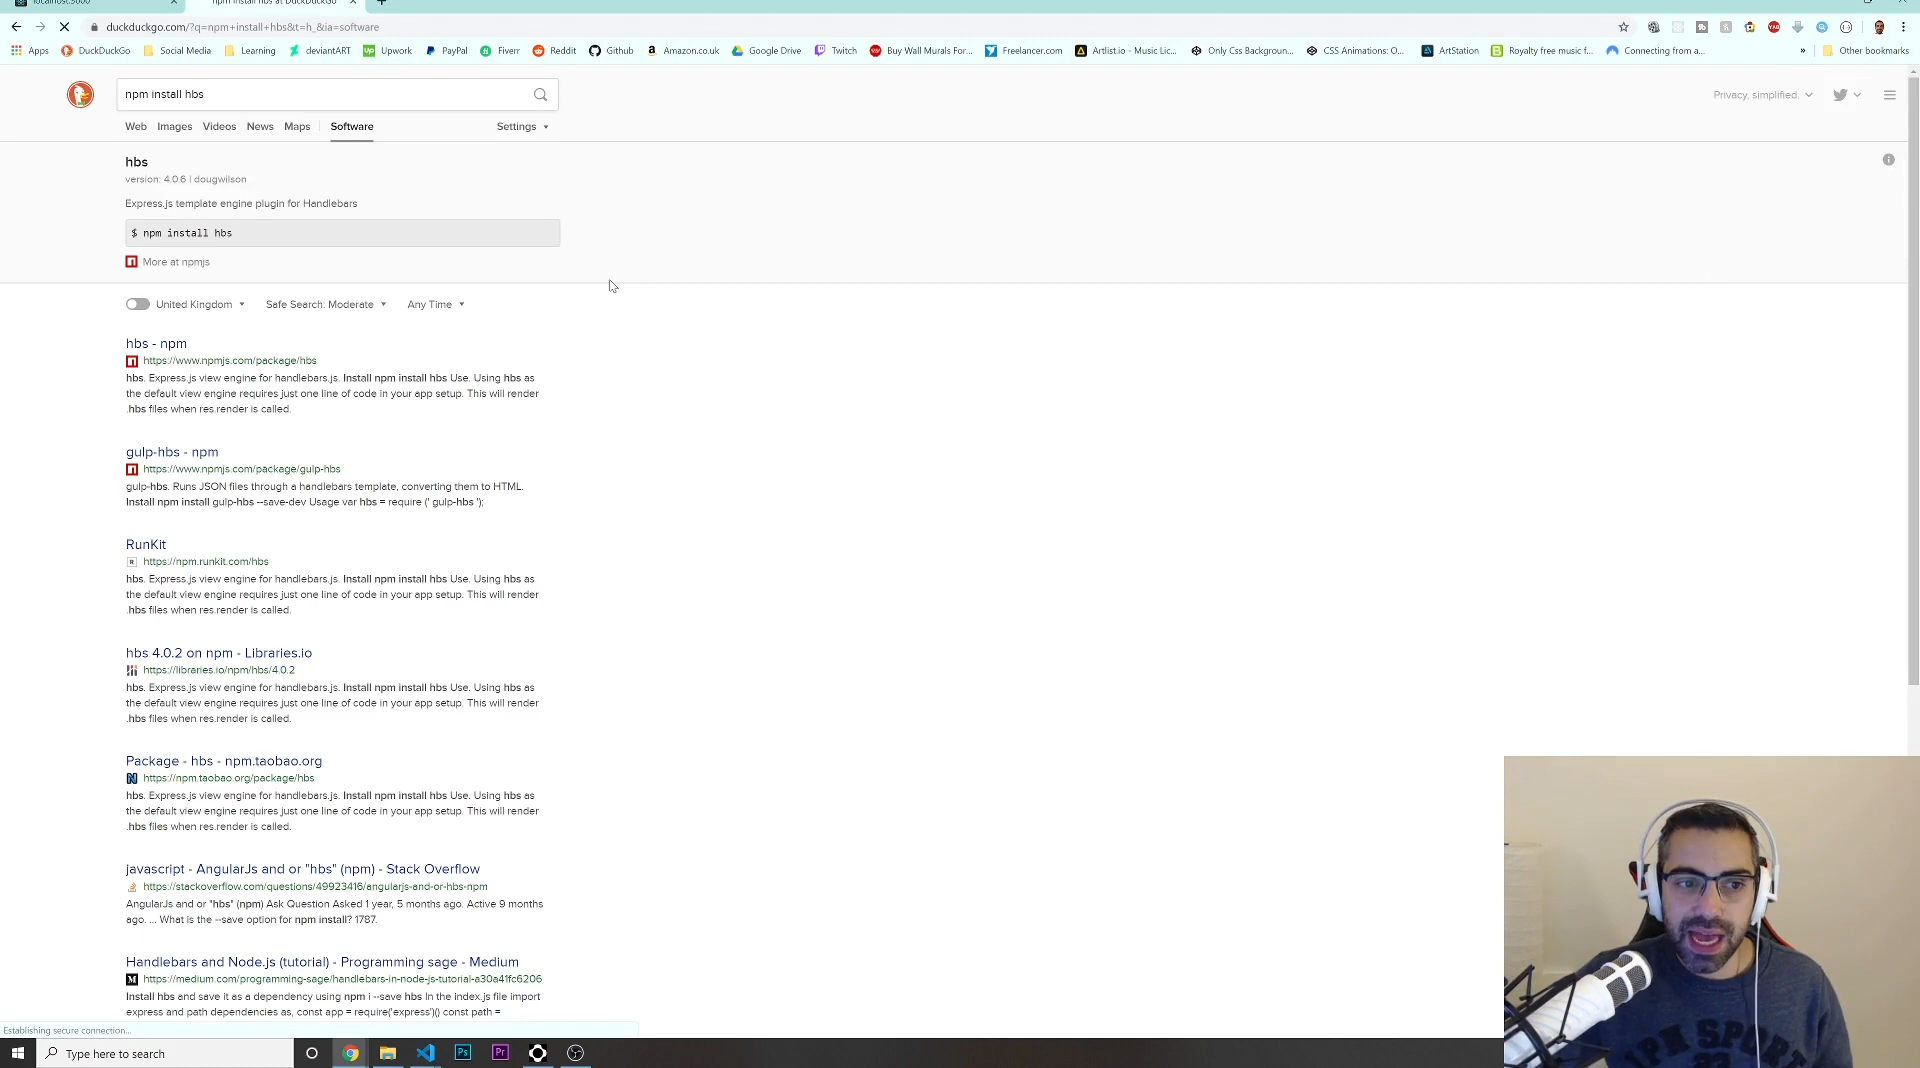 localhost:3000
npm install hbs at DuckDuckGo
duckduckgo.com/?q=npm+install+hbs&t=h_&ia=software
Apps
DuckDuckGo
Social Media
Learning
deviantART
Upwork
PayPal
Fiverr
Reddit
Github
Amazon.co.uk
Google Drive
Twitch
Buy Wall Murals For...
Freelancer.com
Artlist.io - Music Lic...
Only Css Backgroun...
CSS Animations: O...
ArtStation
Royalty free music f...
Connecting from a...
»
Other bookmarks
npm install hbs
Privacy, simplified.
Web Images Videos News Maps Software Settings
hbs
version: 4.0.6 | dougwilson
Express.js template engine plugin for Handlebars
$ npm install hbs
More at npmjs
United Kingdom Safe Search: Moderate Any Time
hbs - npm
https://www.npmjs.com/package/hbs
hbs. Express.js view engine for handlebars.js. Install npm install hbs Use. Using hbs as
the default view engine requires just one line of code in your app setup. This will render
.hbs files when res.render is called.
gulp-hbs - npm
https://www.npmjs.com/package/gulp-hbs
gulp-hbs. Runs JSON files through a handlebars template, converting them to HTML.
Install npm install gulp-hbs --save-dev Usage var hbs = require (' gulp-hbs ');
RunKit
https://npm.runkit.com/hbs
hbs. Express.js view engine for handlebars.js. Install npm install hbs Use. Using hbs as
the default view engine requires just one line of code in your app setup. This will render
.hbs files when res.render is called.
hbs 4.0.2 on npm - Libraries.io
https://libraries.io/npm/hbs/4.0.2
hbs. Express.js view engine for handlebars.js. Install npm install hbs Use. Using hbs as
the default view engine requires just one line of code in your app setup. This will render
.hbs files when res.render is called.
Package - hbs - npm.taobao.org
https://npm.taobao.org/package/hbs
hbs. Express.js view engine for handlebars.js. Install npm install hbs Use. Using hbs as
the default view engine requires just one line of code in your app setup. This will render
.hbs files when res.render is called.
javascript - AngularJs and or "hbs" (npm) - Stack Overflow
https://stackoverflow.com/questions/49923416/angularjs-and-or-hbs-npm
AngularJs and or "hbs" (npm) Ask Question Asked 1 year, 5 months ago. Active 9 months
ago. ... What is the --save option for npm install? 1787.
Handlebars and Node.js (tutorial) - Programming sage - Medium
https://medium.com/programming-sage/handlebars-in-node-js-tutorial-a30a41fc6206
Install hbs and save it as a dependency using npm i --save hbs In the index.js file import
express and path dependencies as, const app = require('express')() const path =
Establishing secure connection...
Type here to search
Ps
Pr